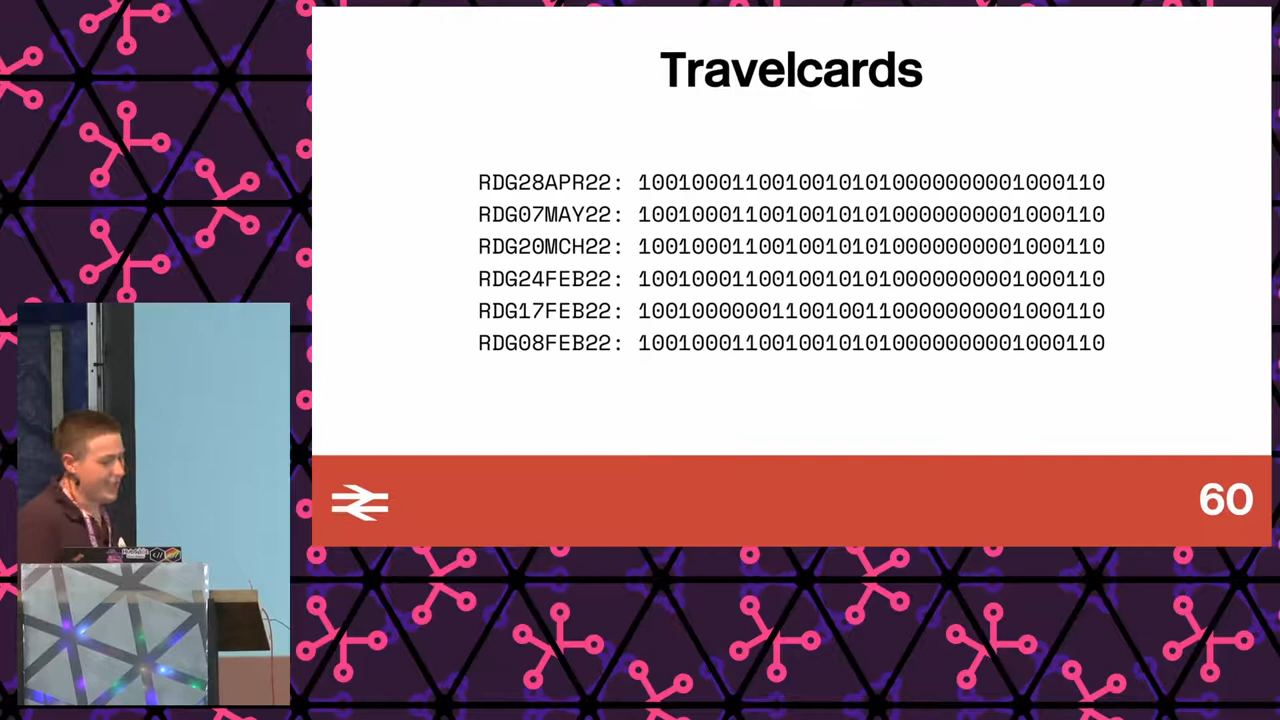 Travelcards
RDG28APR22: 10010001100100101010000000001000110
RDG07MAY22: 10010001100100101010000000001000110
RDG20MCH22: 10010001100100101010000000001000110
RDG24FEB22: 10010001100100101010000000001000110
RDG17FEB22: 10010000001100100110000000001000110
RDG08FEB22: 10010001100100101010000000001000110
60